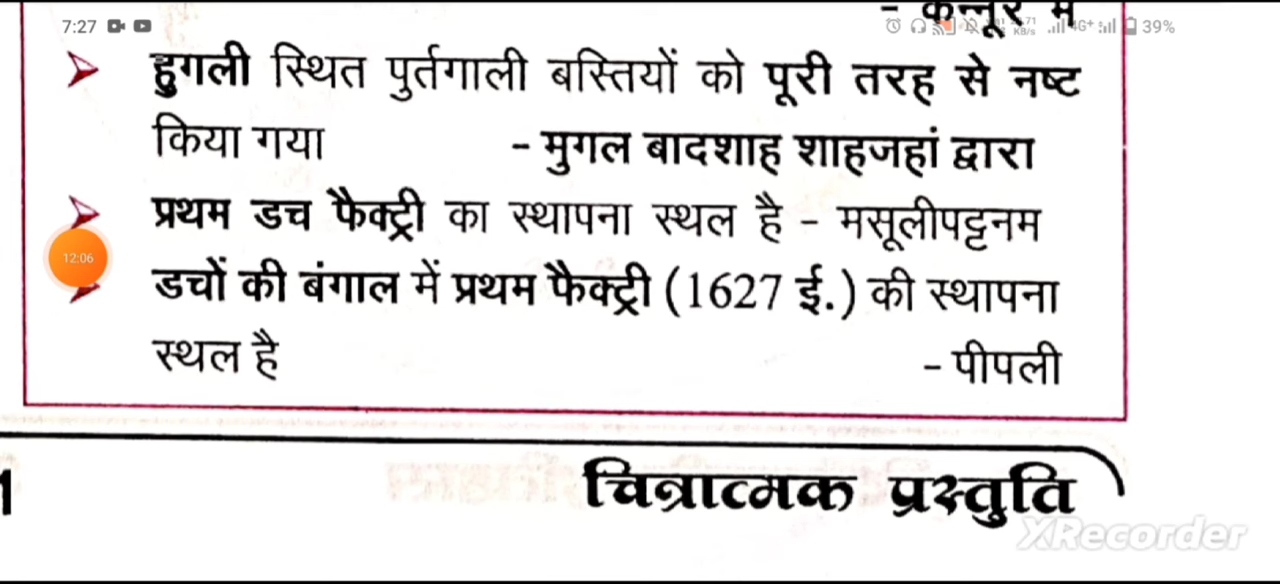 - कन्नूर में
7:27
4G+ 39%
हुगली स्थित पुर्तगाली बस्तियों को पूरी तरह से नष्ट
किया गया - मुगल बादशाह शाहजहां द्वारा
प्रथम डच फैक्ट्री का स्थापना स्थल है - मसूलीपट्टनम
12:06
डचों की बंगाल में प्रथम फैक्ट्री (1627 ई.) की स्थापना
स्थल है - पीपली
चित्रात्मक प्रस्तुति
XRecorder